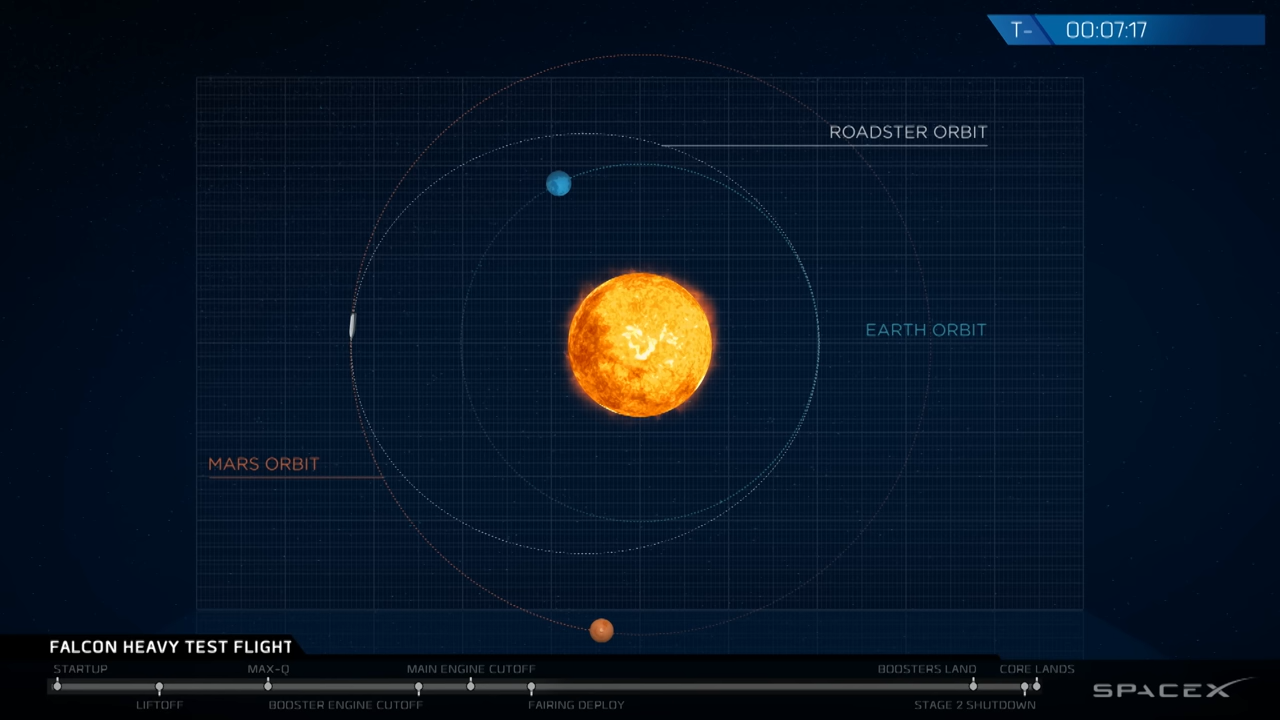 T- 00:07:17
ROADSTER ORBIT
EARTH ORBIT
MARS ORBIT
FALCON HEAVY TEST FLIGHT
STARTUP MAX-Q MAIN ENGINE CUTOFF BOOSTERS LAND CORE LANDS
LIFTOFF BOOSTER ENGINE CUTOFF FAIRING DEPLOY STAGE 2 SHUTDOWN
SPACEX